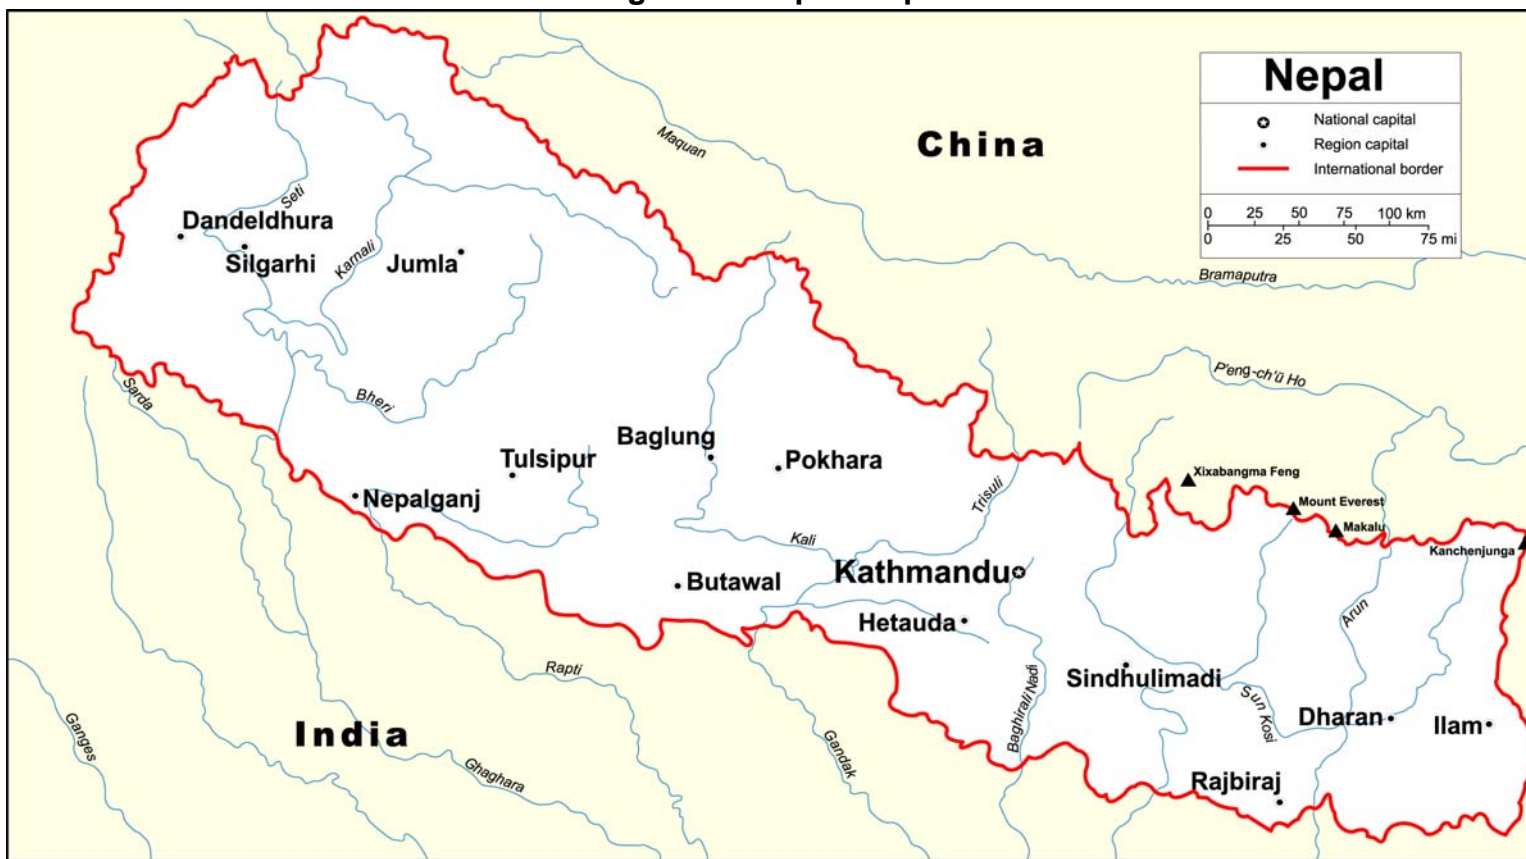 Nepal
National capital
Region capital
International border
0 25 50 75 100 km
0 25 50 75 mi
China
Maquan
Bramaputra
Seti
Dandeldhura
Silgarhi
Karnali
Jumla
P'eng-ch'ü Ho
Sarda
Bheri
Baglung
Tulsipur
Pokhara
Nepalganj
Trisuli
Xixabangma Feng
Mount Everest
Makalu
Kanchenjunga
Kali
Kathmandu
Butawal
Hetauda
Arun
Rapti
Sindhulimadi
Baghirati Nadi
Sun Kosi
Dharan
Ilam
India
Ganges
Gandak
Ghaghara
Rajbiraj